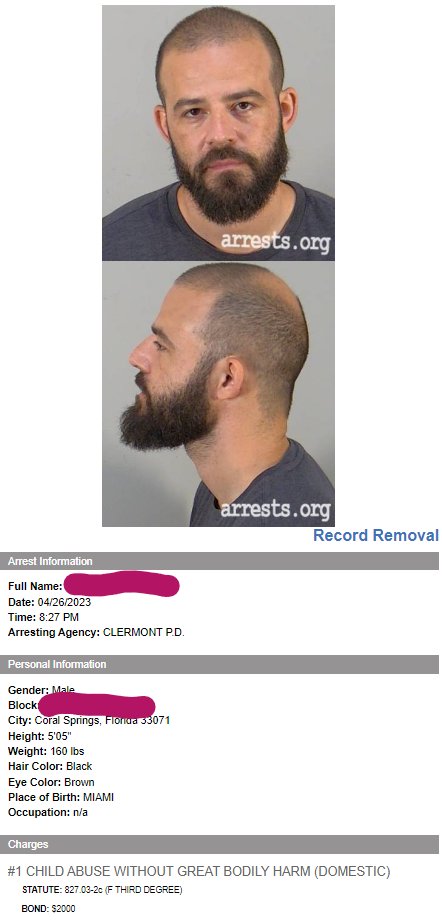 arrests.org
arrests.org
Record Removal
Arrest Information
Full Name:
Date: 04/26/2023
Time: 8:27 PM
Arresting Agency: CLERMONT P.D.
Personal Information
Gender: Male
Block:
City: Coral Springs, Florida 33071
Height: 5'05"
Weight: 160 lbs
Hair Color: Black
Eye Color: Brown
Place of Birth: MIAMI
Occupation: n/a
Charges
#1 CHILD ABUSE WITHOUT GREAT BODILY HARM (DOMESTIC)
STATUTE: 827.03-2c (F THIRD DEGREE)
BOND: $2000